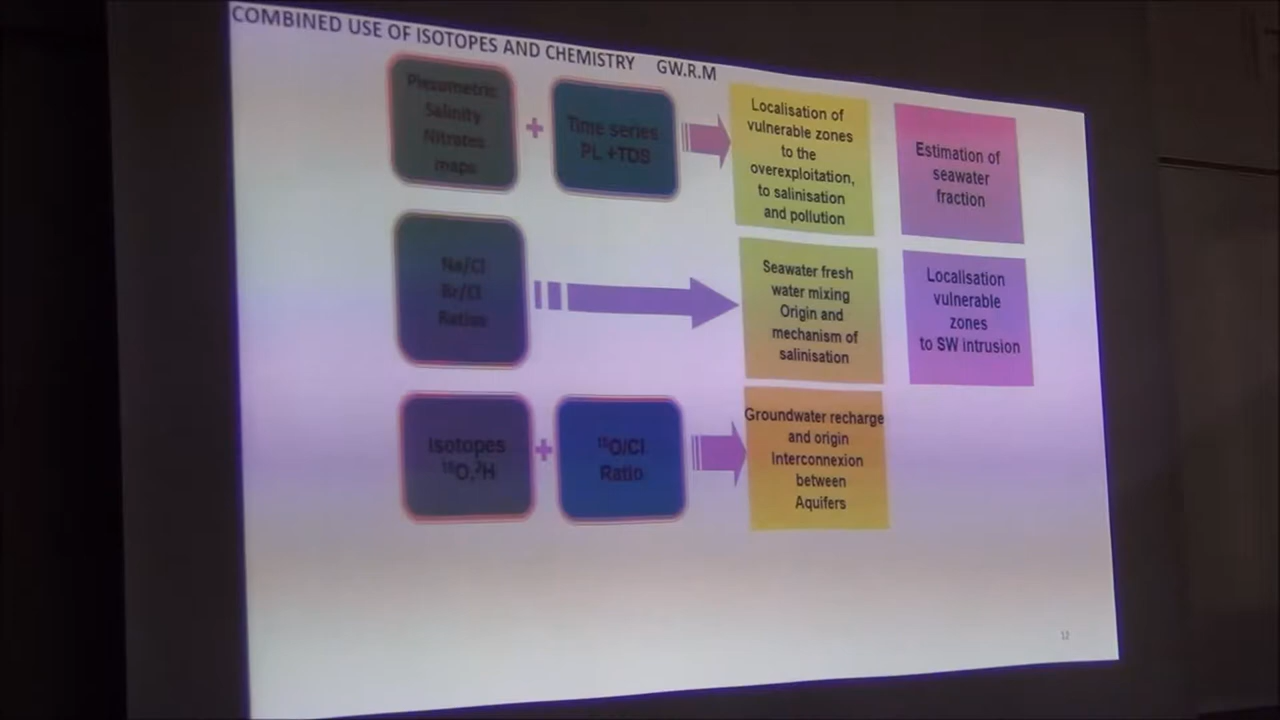 COMBINED USE OF ISOTOPES AND CHEMISTRY GW.R.M
Piezometric
Salinity
Nitrates
maps
Time series
PL +TDS
Localisation of
vulnerable zones
to the
overexploitation,
to salinisation
and pollution
Estimation of
seawater
fraction
Na/Cl
Br/Cl
Ratios
Seawater fresh
water mixing
Origin and
mechanism of
salinisation
Localisation
vulnerable
zones
to SW intrusion
Isotopes
¹⁸O,²H
¹⁸O/Cl
Ratio
Groundwater recharge
and origin
Interconnexion
between
Aquifers
12